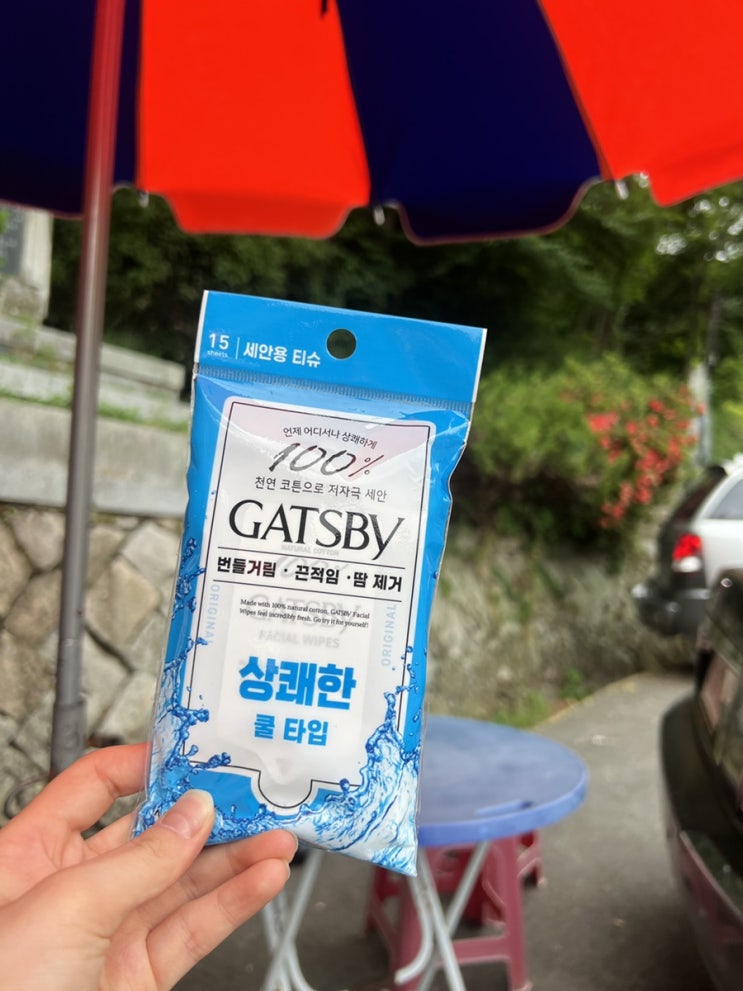 15 sheets | 세안용 티슈
언제 어디서나 상쾌하게
100%
천연 코튼으로 저자극 세안
GATSBY
번들거림 · 끈적임 · 땀 제거
Made with 100% natural cotton, GATSBY Facial
Wipes feel incredibly fresh. Go try it for yourself!
ORIGINAL
ORIGINAL
NATURAL COTTON
100%
GATSBY
FACIAL WIPES
상쾌한
쿨 타입